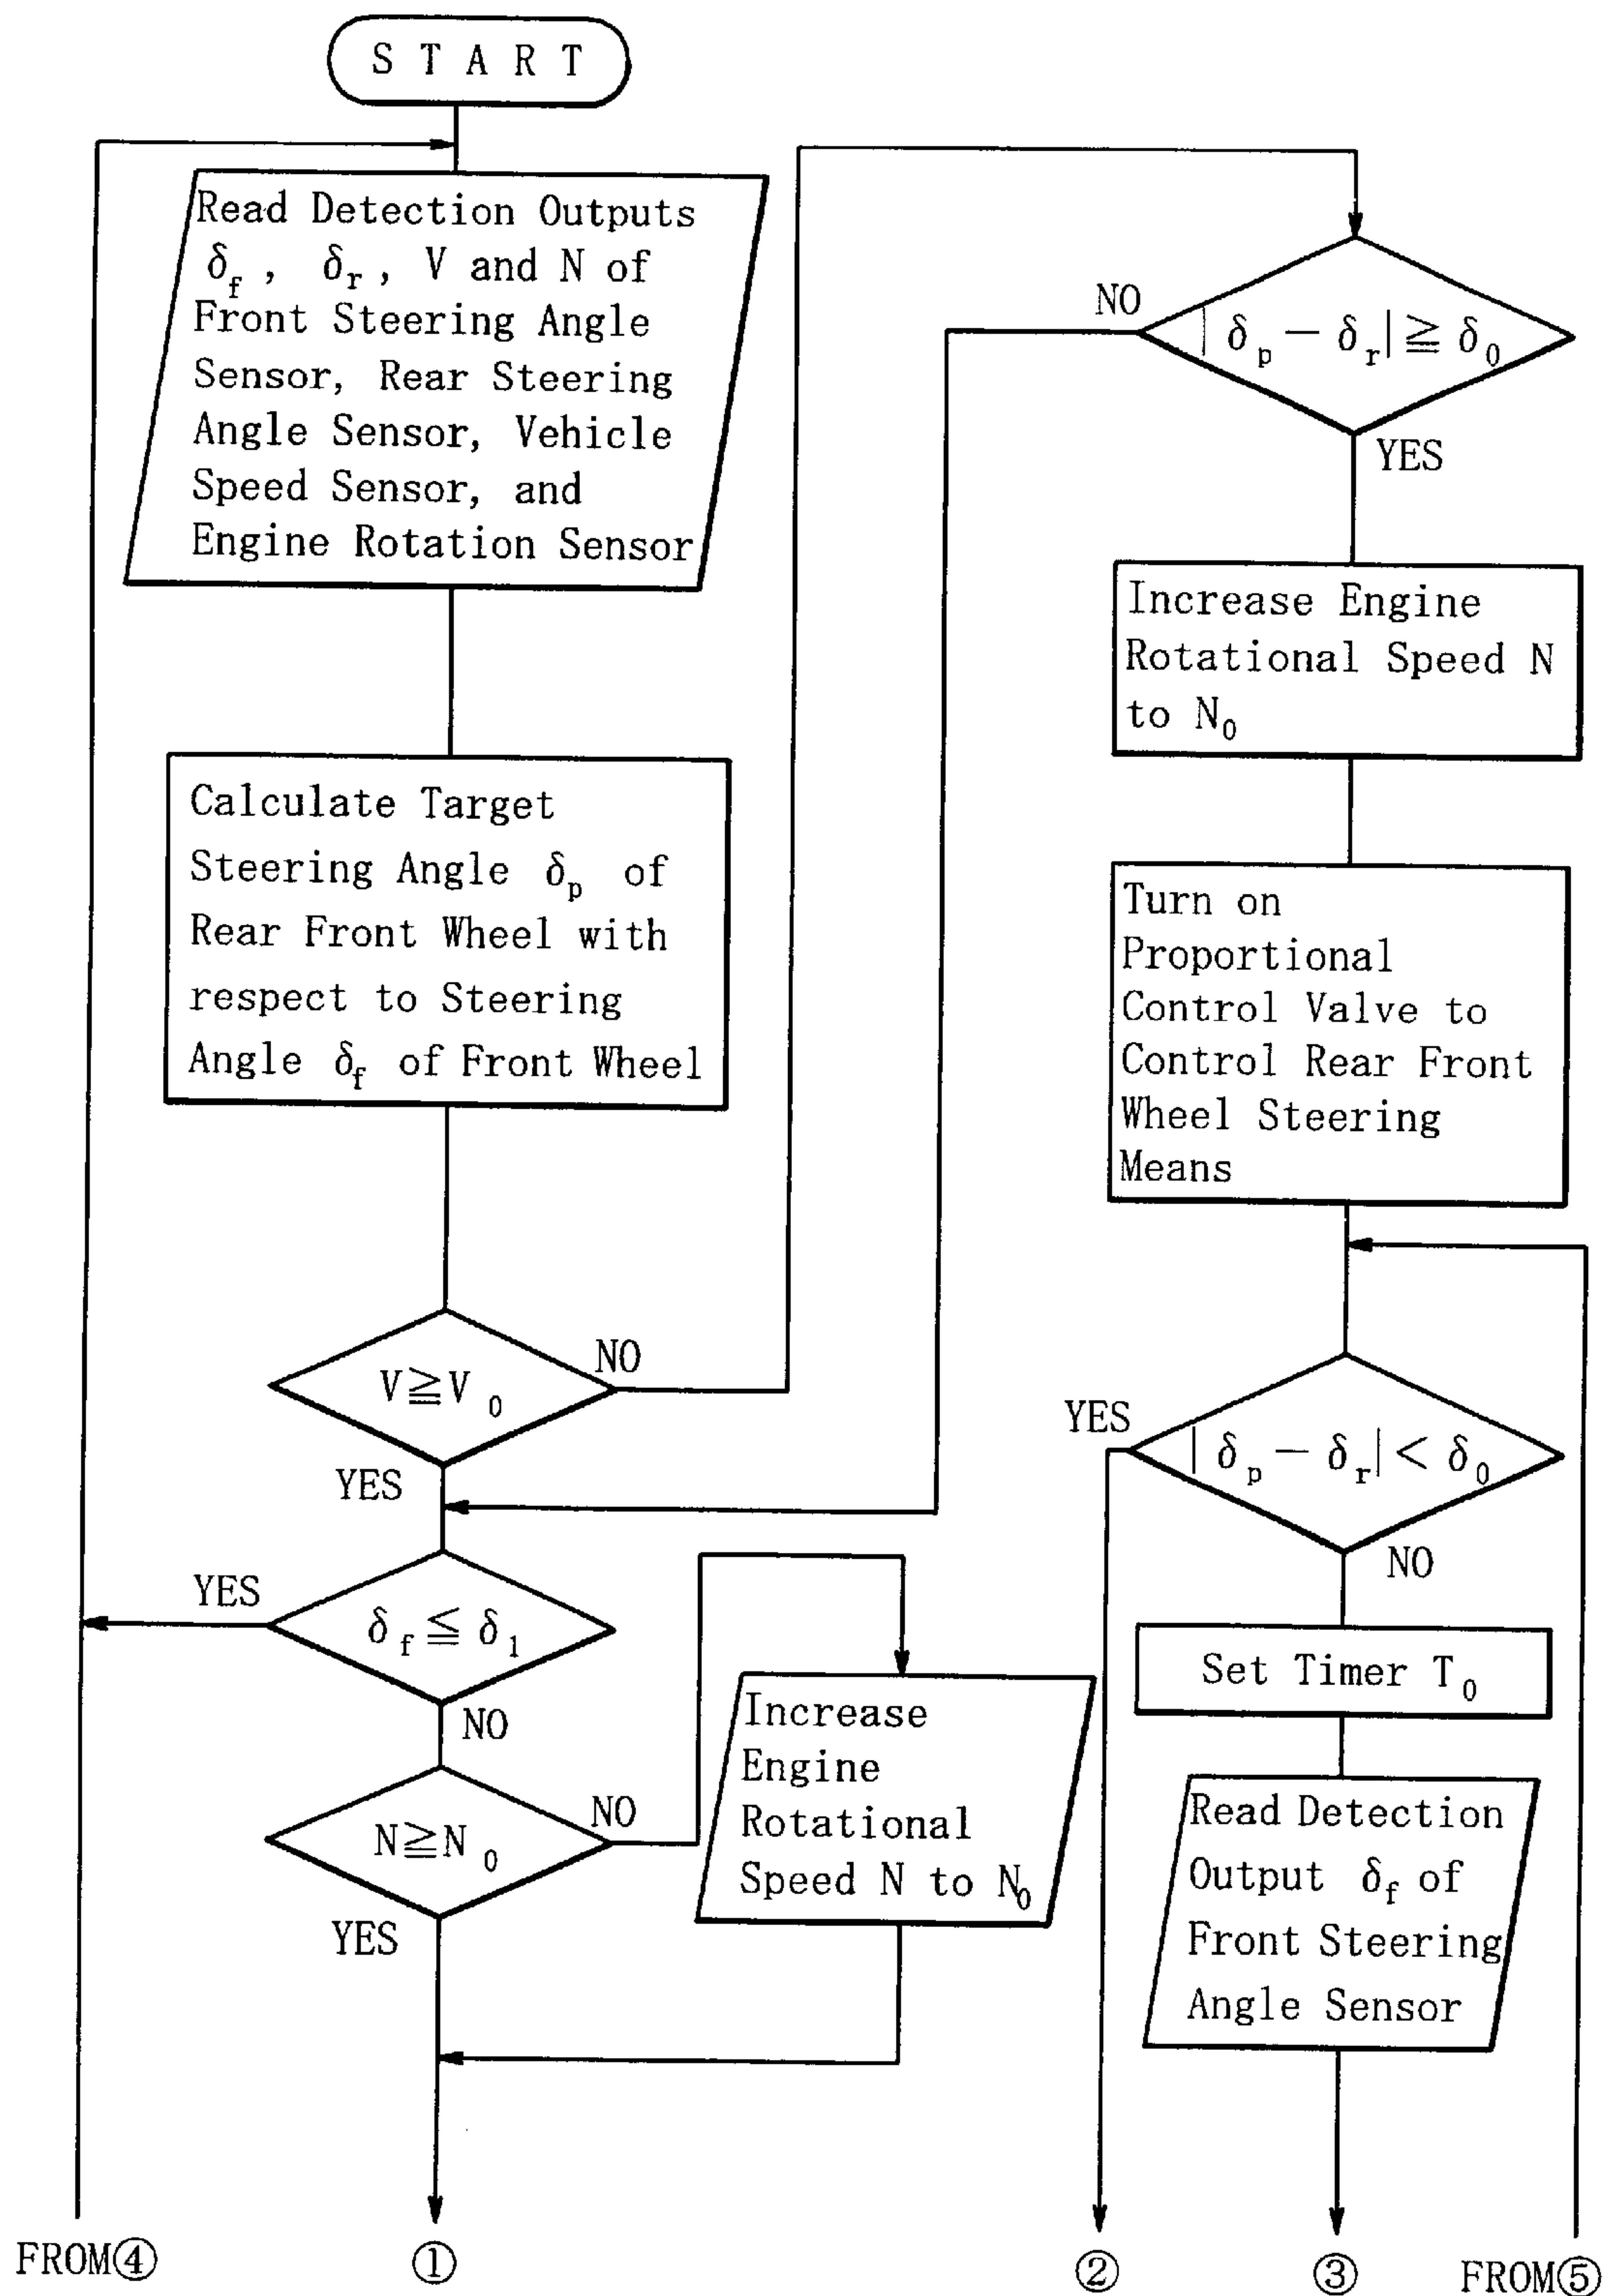 START
Read Detection Outputs
δf, δr, V and N of
Front Steering Angle
Sensor, Rear Steering
Angle Sensor, Vehicle
Speed Sensor, and
Engine Rotation Sensor
Calculate Target
Steering Angle δp of
Rear Front Wheel with
respect to Steering
Angle δf of Front Wheel
V≧V0
NO
YES
δf≦δ1
YES
NO
N≧N0
NO
YES
Increase
Engine
Rotational
Speed N to N0
|δp−δr|≧δ0
NO
YES
Increase Engine
Rotational Speed N
to N0
Turn on
Proportional
Control Valve to
Control Rear Front
Wheel Steering
Means
|δp−δr|<δ0
YES
NO
Set Timer T0
Read Detection
Output δf of
Front Steering
Angle Sensor
FROM④
①
②
③
FROM⑤